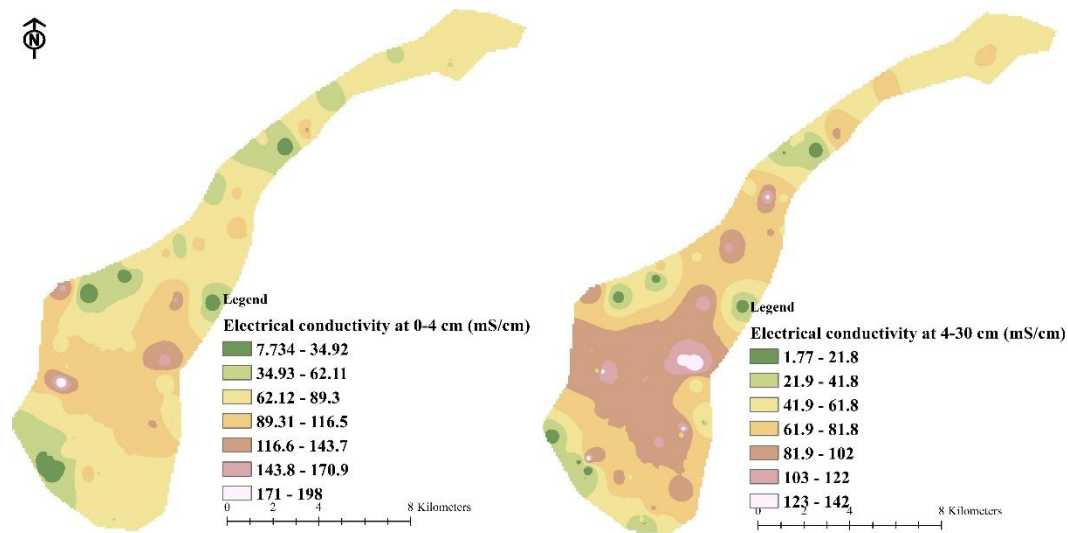 N
Legend
Electrical conductivity at 0-4 cm (mS/cm)
7.734 - 34.92
34.93 - 62.11
62.12 - 89.3
89.31 - 116.5
116.6 - 143.7
143.8 - 170.9
171 - 198
0 2 4 8 Kilometers
Legend
Electrical conductivity at 4-30 cm (mS/cm)
1.77 - 21.8
21.9 - 41.8
41.9 - 61.8
61.9 - 81.8
81.9 - 102
103 - 122
123 - 142
0 2 4 8 Kilometers